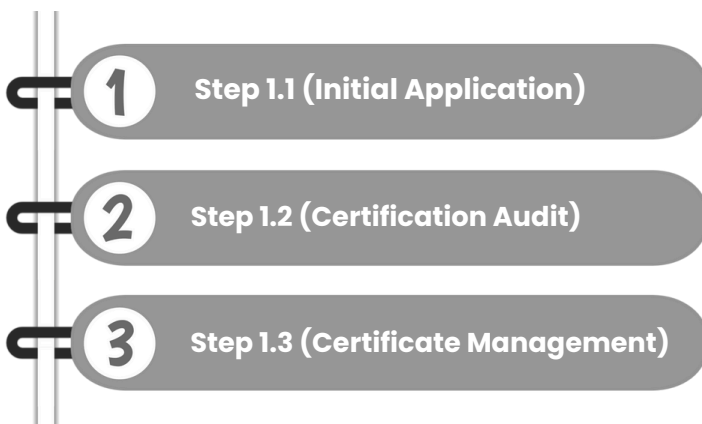 1
Step 1.1 (Initial Application)
2
Step 1.2 (Certification Audit)
3
Step 1.3 (Certificate Management)